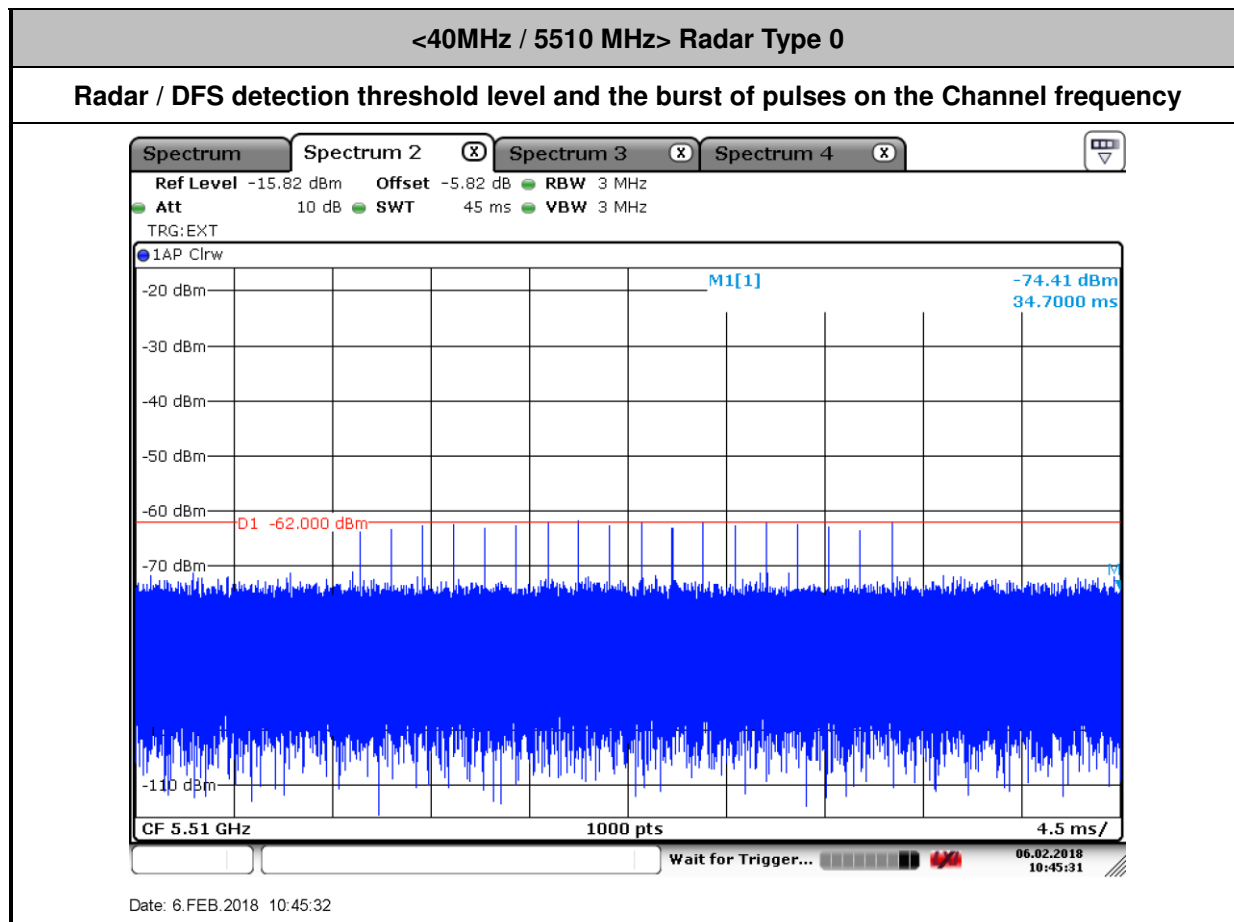 <40MHz / 5510 MHz> Radar Type 0
Radar / DFS detection threshold level and the burst of pulses on the Channel frequency
Spectrum Spectrum 2 X Spectrum 3 X Spectrum 4 X
Ref Level -15.82 dBm Offset -5.82 dB RBW 3 MHz
Att 10 dB SWT 45 ms VBW 3 MHz
TRG:EXT
1AP Clrw
M1[1] -74.41 dBm
34.7000 ms
-20 dBm
-30 dBm
-40 dBm
-50 dBm
-60 dBm
D1 -62.000 dBm
-70 dBm
M
-110 dBm
CF 5.51 GHz 1000 pts 4.5 ms/
Wait for Trigger... 06.02.2018
10:45:31
Date: 6.FEB.2018 10:45:32